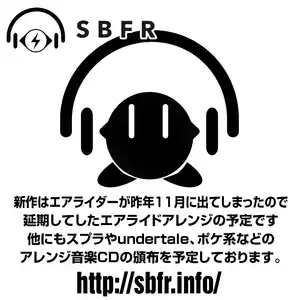 SBFR
新作はエアライダーが昨年11月に出てしまったので
延期してしたエアライドアレンジの予定です
他にもスプラやundertale、ポケ系などの
アレンジ音楽CDの頒布を予定しております。
http://sbfr.info/